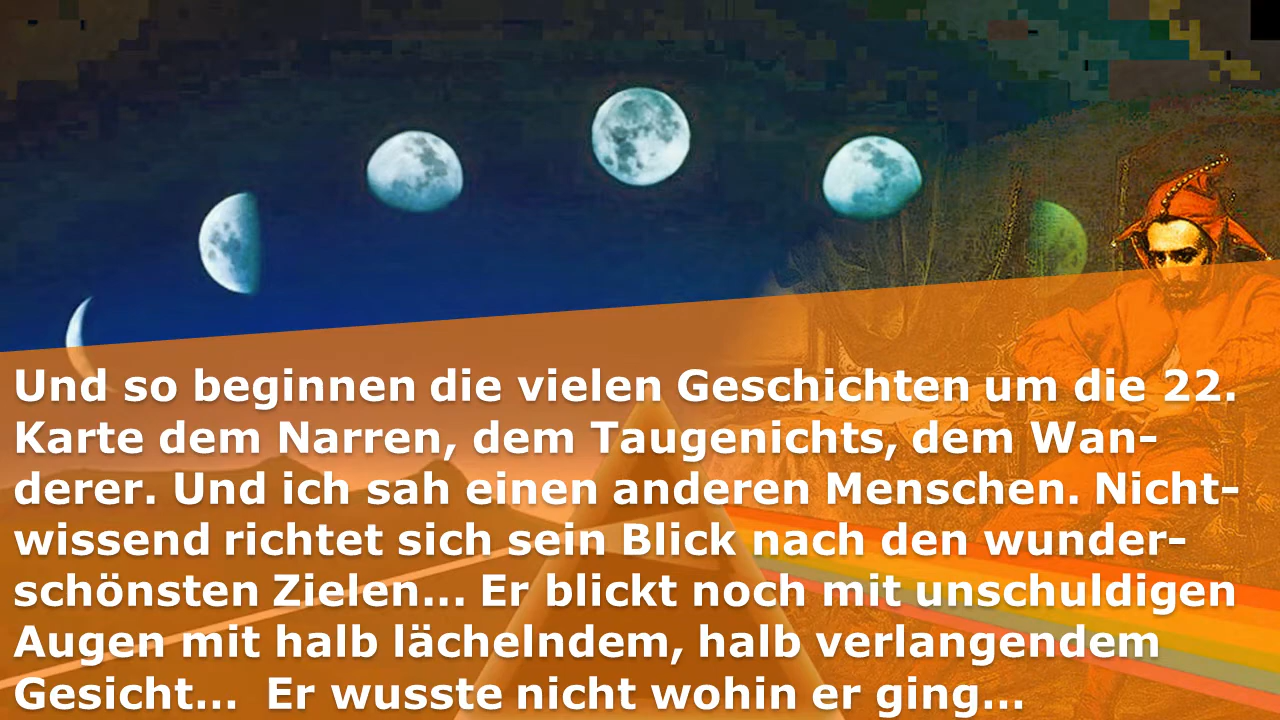 Und so beginnen die vielen Geschichten um die 22.
Karte dem Narren, dem Taugenichts, dem Wan-
derer. Und ich sah einen anderen Menschen. Nicht-
wissend richtet sich sein Blick nach den wunder-
schönsten Zielen... Er blickt noch mit unschuldigen
Augen mit halb lächelndem, halb verlangendem
Gesicht... Er wusste nicht wohin er ging...